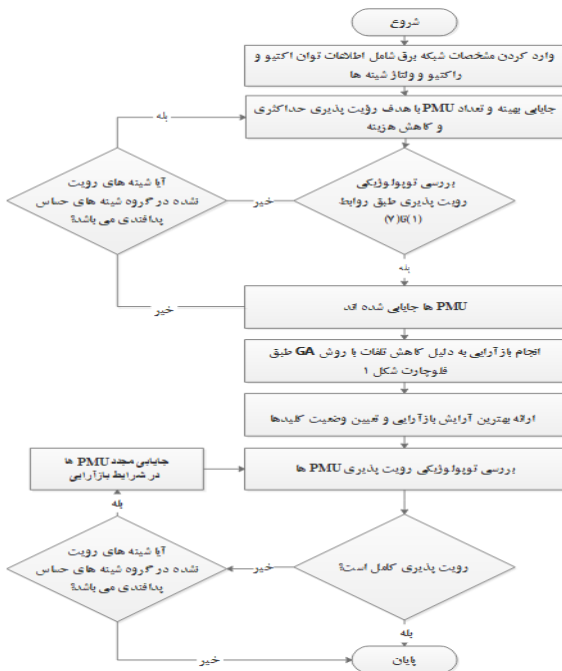 شروع
وارد کردن مشخصات شبکه برق شامل اطلاعات توان اکتیو و
راکتیو و ولتاژ شینه ها
جایابی بهینه و تعداد PMU با هدف رؤیت پذیری حداکثری
و کاهش هزینه
بله
بررسی توپولوژیکی
رویت پذیری طبق روابط
(۱)تا(۷)
خیر
آیا شینه های رویت
نشده در گروه شینه های حساس
پدافندی می باشد؟
بله
خیر
PMU ها جایابی شده اند
انجام بازآرایی به دلیل کاهش تلفات با روش GA طبق
فلوچارت شکل ۱
ارائه بهترین آرایش بازآرایی و تعیین وضعیت کلیدها
بررسی توپولوژیکی رویت پذیری PMU ها
جایابی مجدد PMU ها
در شرایط بازآرایی
بله
رویت پذیری کامل است؟
خیر
آیا شینه های رویت
نشده در گروه شینه های حساس
پدافندی می باشد؟
بله
خیر
پایان